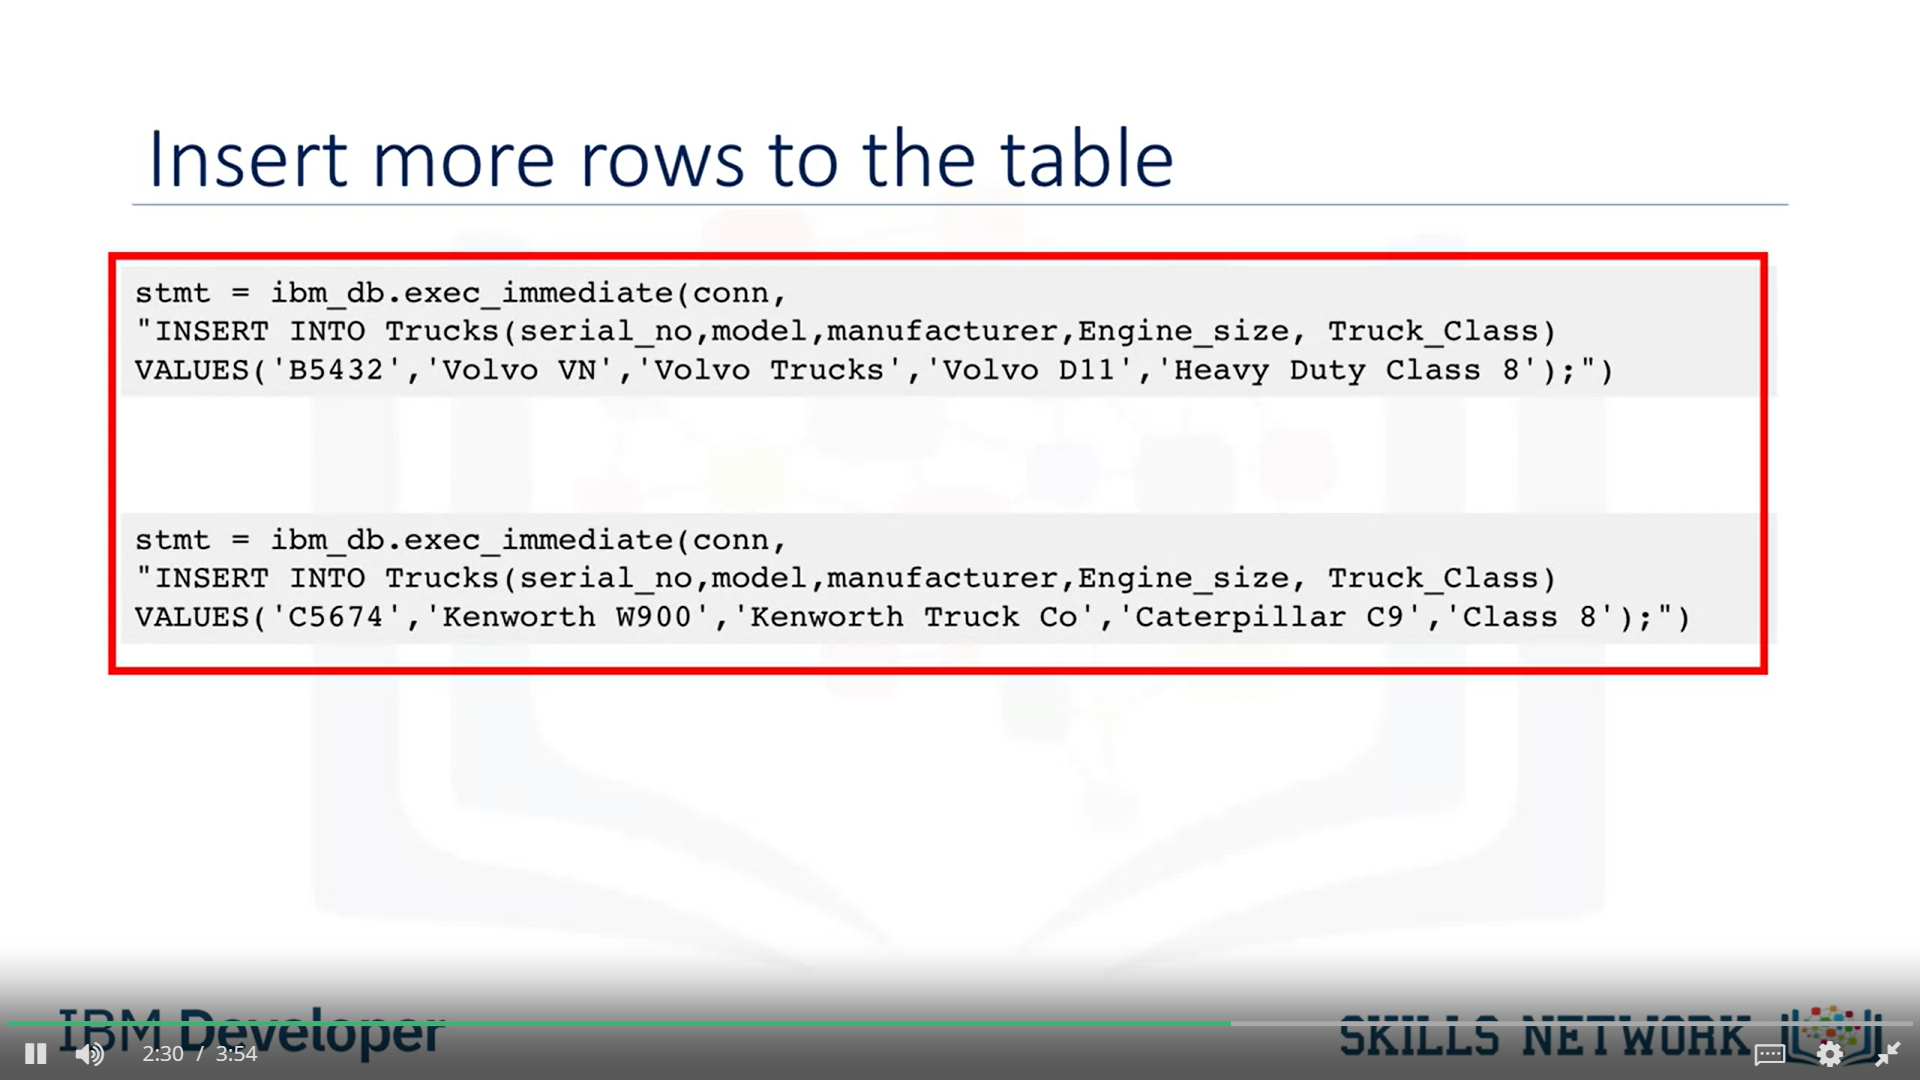 Insert more rows to the table
stmt = ibm_db.exec_immediate(conn,
"INSERT INTO Trucks(serial_no,model,manufacturer,Engine_size, Truck_Class)
VALUES('B5432','Volvo VN','Volvo Trucks','Volvo D11','Heavy Duty Class 8');")
stmt = ibm_db.exec_immediate(conn,
"INSERT INTO Trucks(serial_no,model,manufacturer,Engine_size, Truck_Class)
VALUES('C5674','Kenworth W900','Kenworth Truck Co','Caterpillar C9','Class 8');")
IBM Developer
SKILLS NETWORK
2:30 / 3:54